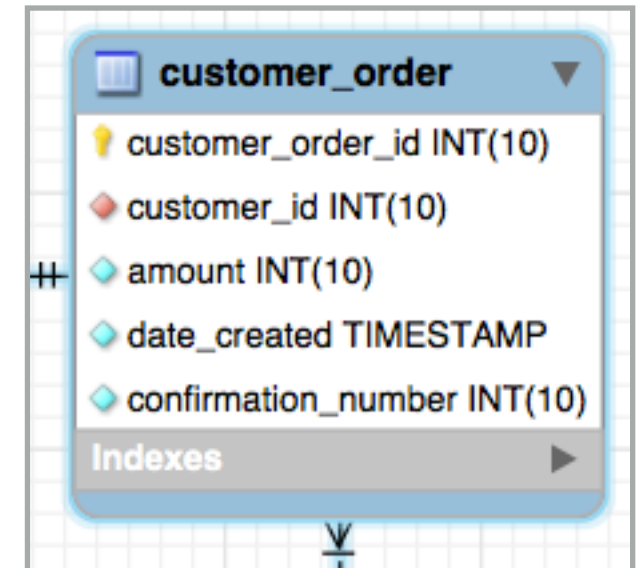 customer_order
customer_order_id INT(10)
customer_id INT(10)
amount INT(10)
date_created TIMESTAMP
confirmation_number INT(10)
Indexes